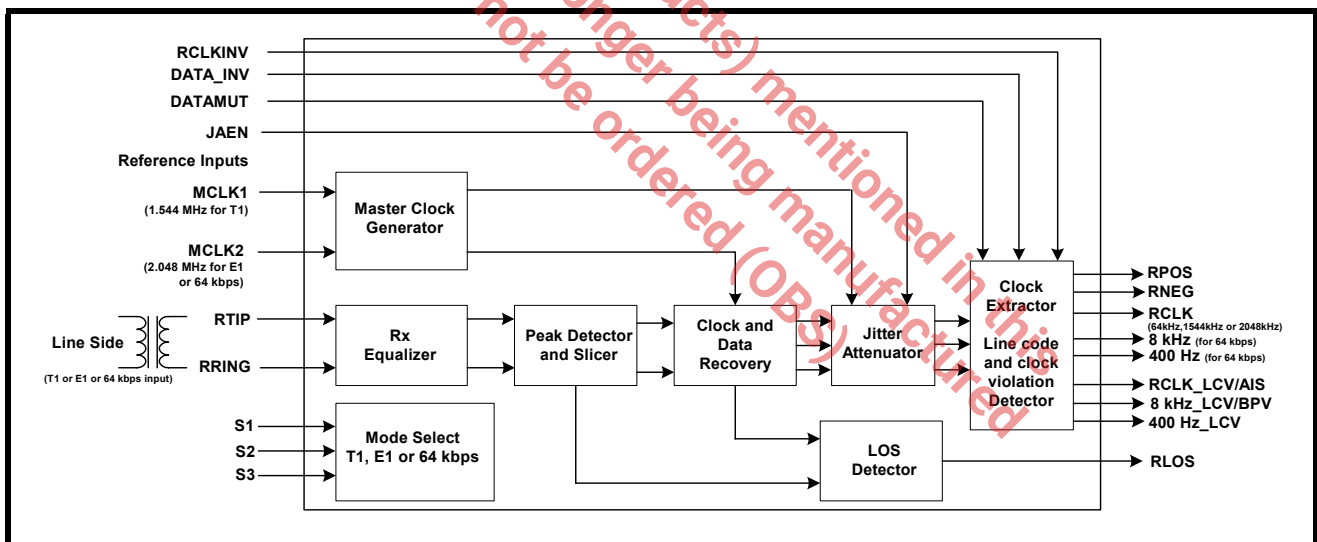 RCLKINV
DATA_INV
DATAMUT
JAEN
Reference Inputs
MCLK1
(1.544 MHz for T1)
MCLK2
(2.048 MHz for E1
or 64 kbps)
Master Clock
Generator
Line Side
(T1 or E1 or 64 kbps input)
RTIP
RRING
Rx
Equalizer
Peak Detector
and Slicer
Clock and
Data
Recovery
Jitter
Attenuator
Clock
Extractor
Line code
and clock
violation
Detector
RPOS
RNEG
RCLK
(64kHz,1544kHz or 2048kHz)
8 kHz (for 64 kbps)
400 Hz (for 64 kbps)
RCLK_LCV/AIS
8 kHz_LCV/BPV
400 Hz_LCV
S1
S2
S3
Mode Select
T1, E1 or 64 kbps
LOS
Detector
RLOS
acts) mentioned in this
nger being manufactured
not be ordered (OBS)